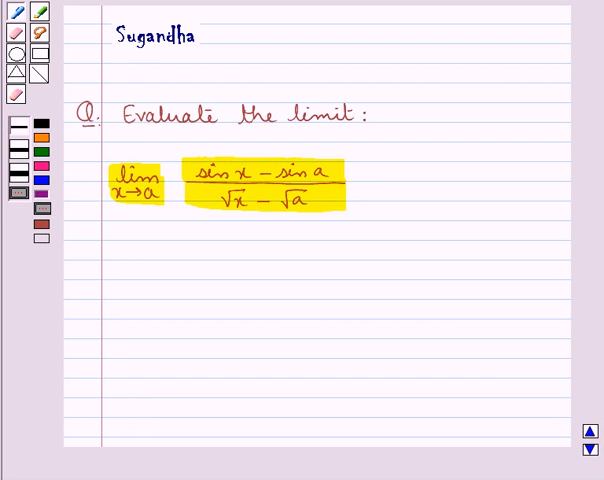 Sugandha
Q. Evaluate the limit:
lim x→a (sin x − sin a) / (√x − √a)